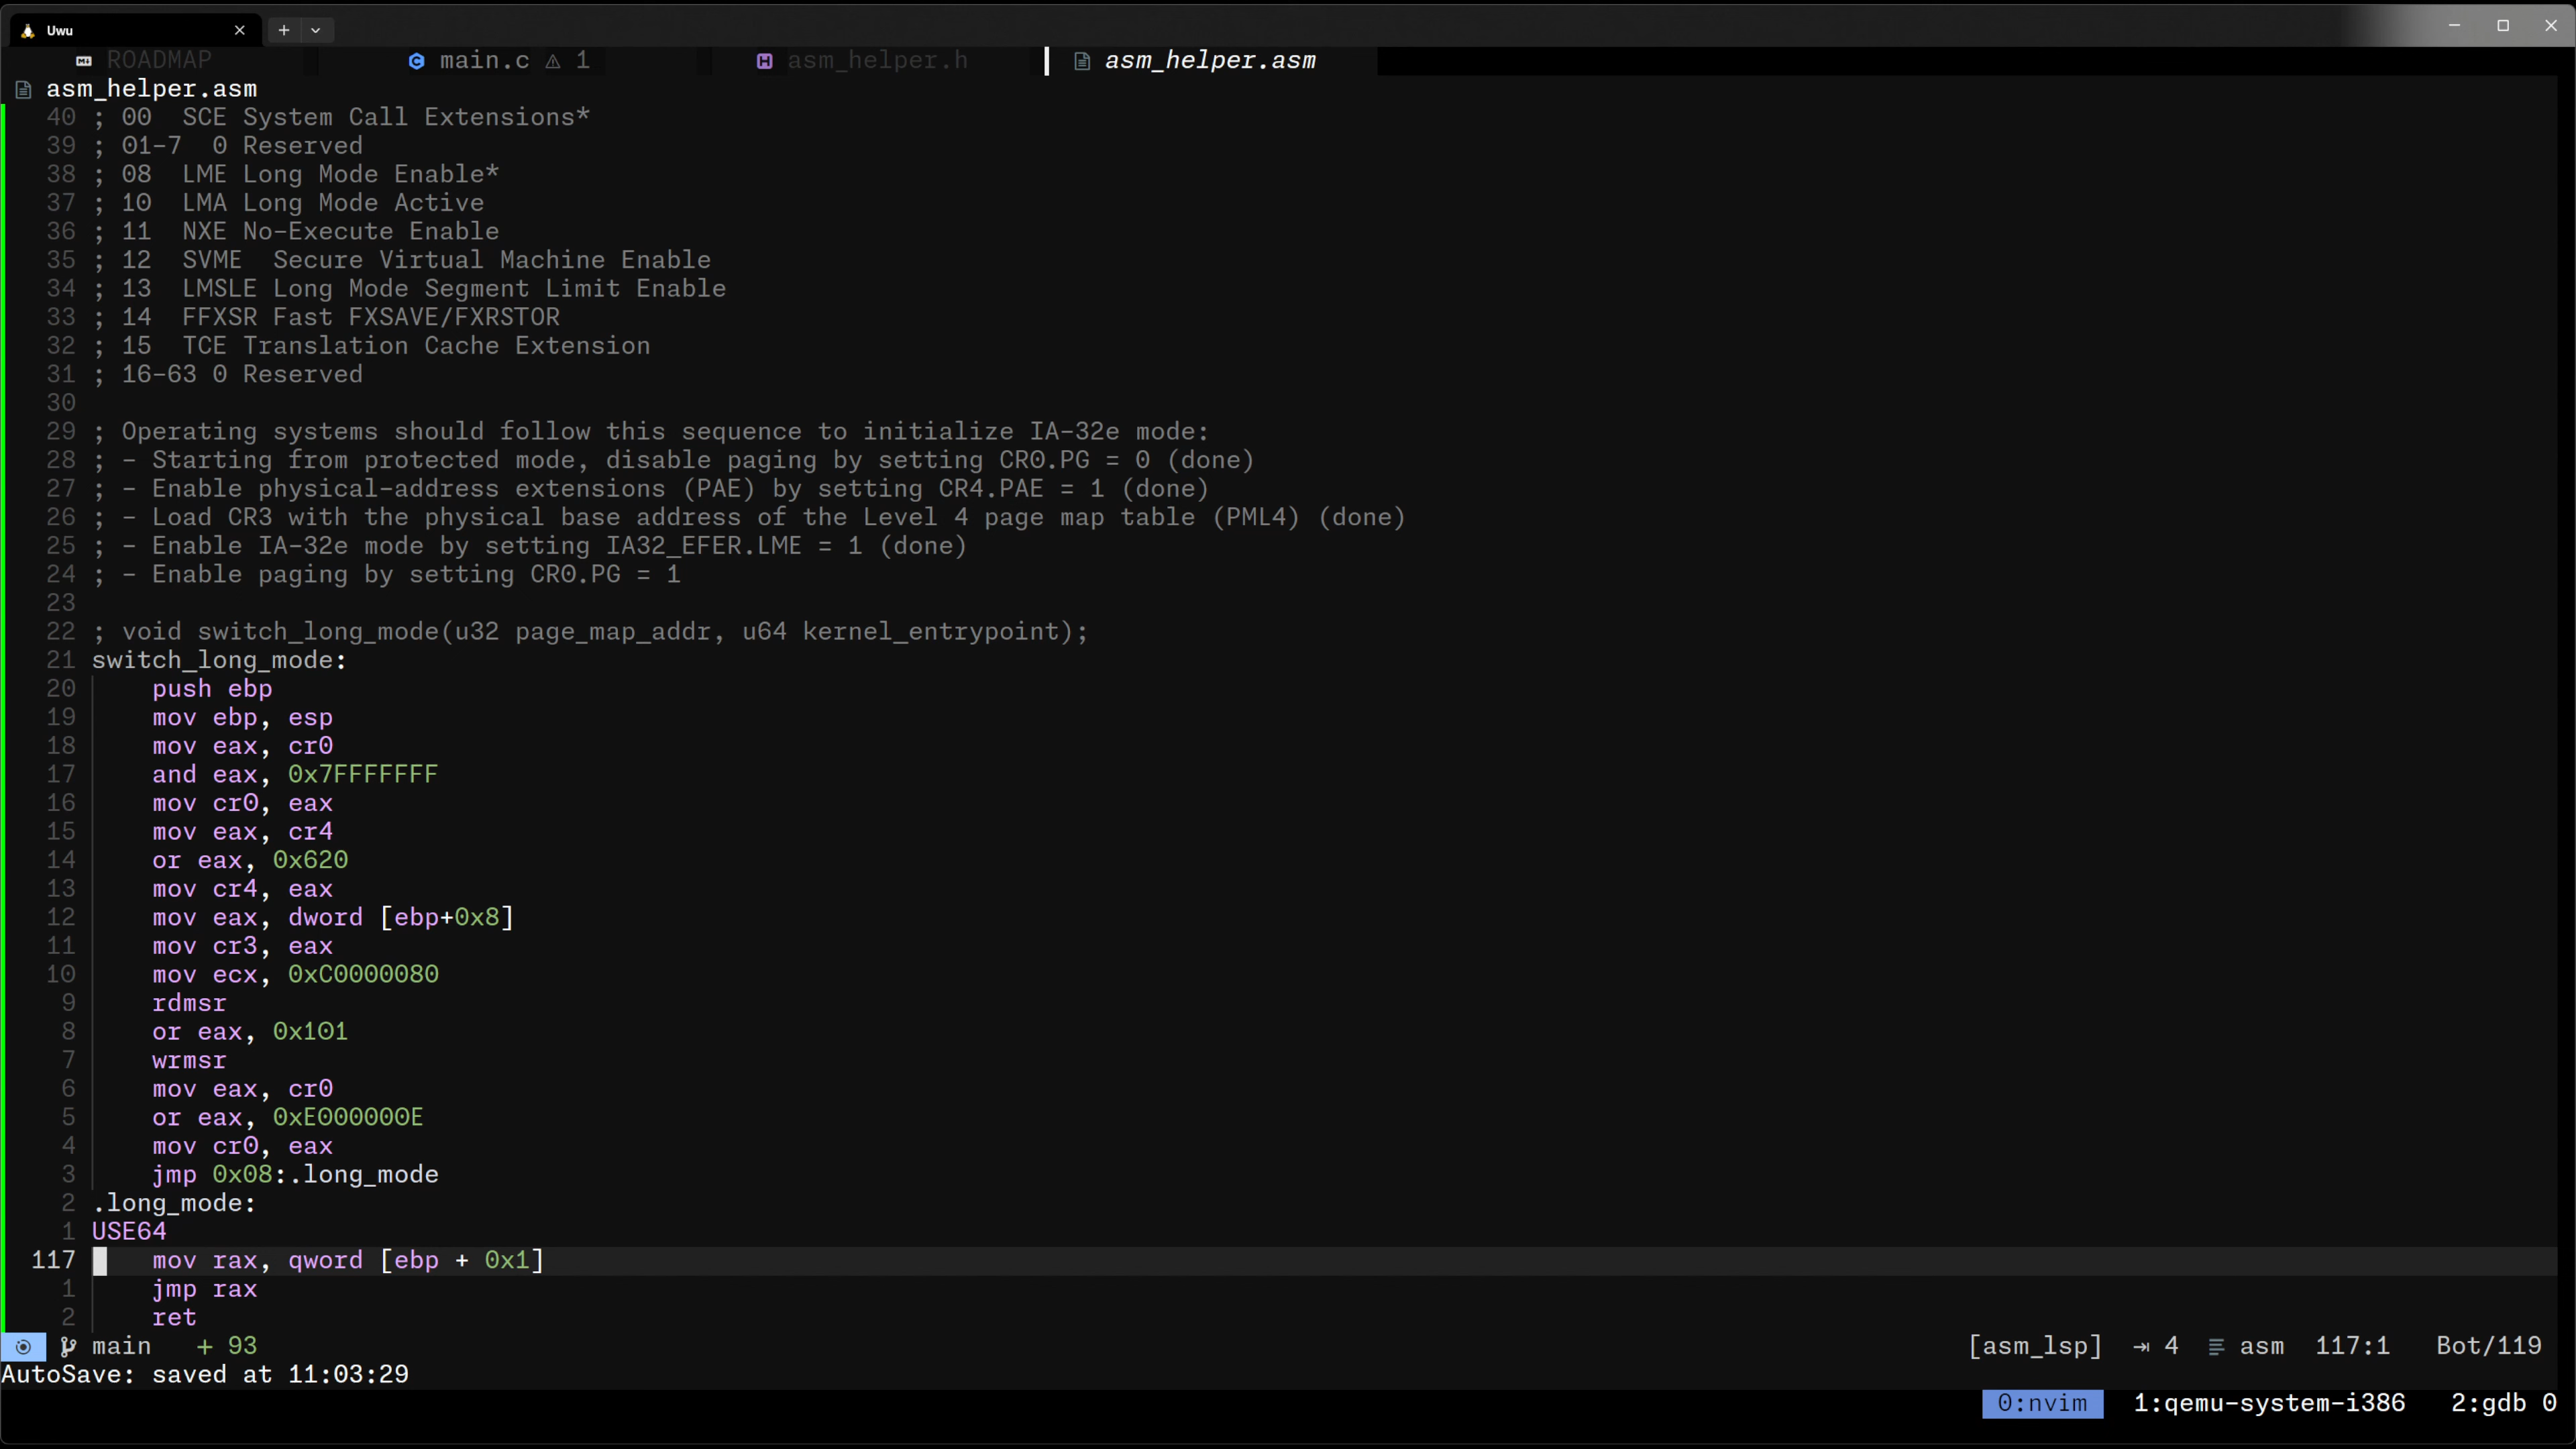 Uwu
ROADMAP main.c ⚠ 1 asm_helper.h asm_helper.asm
asm_helper.asm
40 ; 00  SCE System Call Extensions*
39 ; 01-7  0 Reserved
38 ; 08  LME Long Mode Enable*
37 ; 10  LMA Long Mode Active
36 ; 11  NXE No-Execute Enable
35 ; 12  SVME  Secure Virtual Machine Enable
34 ; 13  LMSLE Long Mode Segment Limit Enable
33 ; 14  FFXSR Fast FXSAVE/FXRSTOR
32 ; 15  TCE Translation Cache Extension
31 ; 16-63 0 Reserved
30
29 ; Operating systems should follow this sequence to initialize IA-32e mode:
28 ; - Starting from protected mode, disable paging by setting CR0.PG = 0 (done)
27 ; - Enable physical-address extensions (PAE) by setting CR4.PAE = 1 (done)
26 ; - Load CR3 with the physical base address of the Level 4 page map table (PML4) (done)
25 ; - Enable IA-32e mode by setting IA32_EFER.LME = 1 (done)
24 ; - Enable paging by setting CR0.PG = 1
23
22 ; void switch_long_mode(u32 page_map_addr, u64 kernel_entrypoint);
21 switch_long_mode:
20     push ebp
19     mov ebp, esp
18     mov eax, cr0
17     and eax, 0x7FFFFFFF
16     mov cr0, eax
15     mov eax, cr4
14     or eax, 0x620
13     mov cr4, eax
12     mov eax, dword [ebp+0x8]
11     mov cr3, eax
10     mov ecx, 0xC0000080
9     rdmsr
8     or eax, 0x101
7     wrmsr
6     mov eax, cr0
5     or eax, 0xE000000E
4     mov cr0, eax
3     jmp 0x08:.long_mode
2 .long_mode:
1 USE64
117     mov rax, qword [ebp + 0x1]
1     jmp rax
2     ret
main + 93 [asm_lsp] ⇥ 4 asm 117:1 Bot/119
AutoSave: saved at 11:03:29
0:nvim 1:qemu-system-i386 2:gdb 0